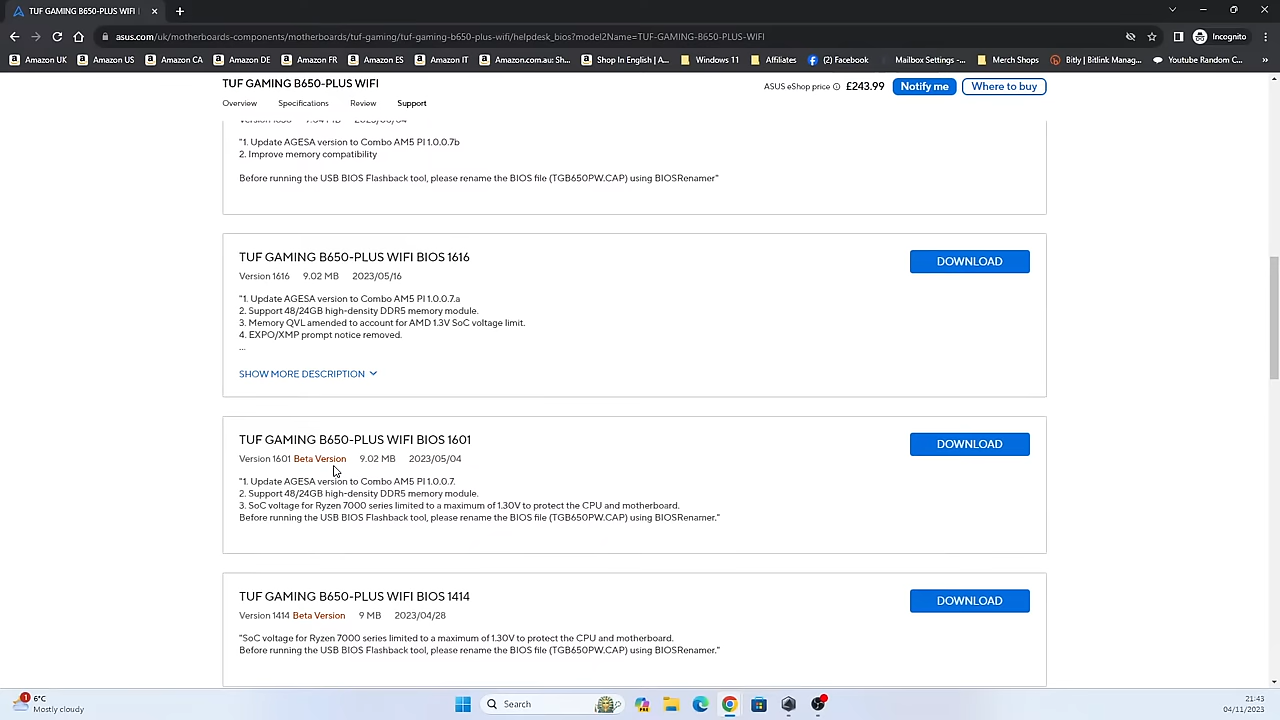 TUF GAMING B650-PLUS WIFI
asus.com/uk/motherboards-components/motherboards/tuf-gaming/tuf-gaming-b650-plus-wifi/helpdesk_bios?model2Name=TUF-GAMING-B650-PLUS-WIFI
Incognito
Amazon UK Amazon US Amazon CA Amazon DE Amazon FR Amazon ES Amazon IT Amazon.com.au: Sh... Shop In English | A... Windows 11 Affiliates (2) Facebook Mailbox Settings -... Merch Shops Bitly | Bitlink Manag... Youtube Random C... »
TUF GAMING B650-PLUS WIFI
ASUS eShop price £243.99 Notify me Where to buy
Overview Specifications Review Support
"1. Update AGESA version to Combo AM5 PI 1.0.0.7b
2. Improve memory compatibility
Before running the USB BIOS Flashback tool, please rename the BIOS file (TGB650PW.CAP) using BIOSRenamer"
TUF GAMING B650-PLUS WIFI BIOS 1616
DOWNLOAD
Version 1616 9.02 MB 2023/05/16
"1. Update AGESA version to Combo AM5 PI 1.0.0.7.a
2. Support 48/24GB high-density DDR5 memory module.
3. Memory QVL amended to account for AMD 1.3V SoC voltage limit.
4. EXPO/XMP prompt notice removed.
...
SHOW MORE DESCRIPTION
TUF GAMING B650-PLUS WIFI BIOS 1601
DOWNLOAD
Version 1601 Beta Version 9.02 MB 2023/05/04
"1. Update AGESA version to Combo AM5 PI 1.0.0.7.
2. Support 48/24GB high-density DDR5 memory module.
3. SoC voltage for Ryzen 7000 series limited to a maximum of 1.30V to protect the CPU and motherboard.
Before running the USB BIOS Flashback tool, please rename the BIOS file (TGB650PW.CAP) using BIOSRenamer."
TUF GAMING B650-PLUS WIFI BIOS 1414
DOWNLOAD
Version 1414 Beta Version 9 MB 2023/04/28
"SoC voltage for Ryzen 7000 series limited to a maximum of 1.30V to protect the CPU and motherboard.
Before running the USB BIOS Flashback tool, please rename the BIOS file (TGB650PW.CAP) using BIOSRenamer."
1
6°C
Mostly cloudy
Search
21:43
04/11/2023